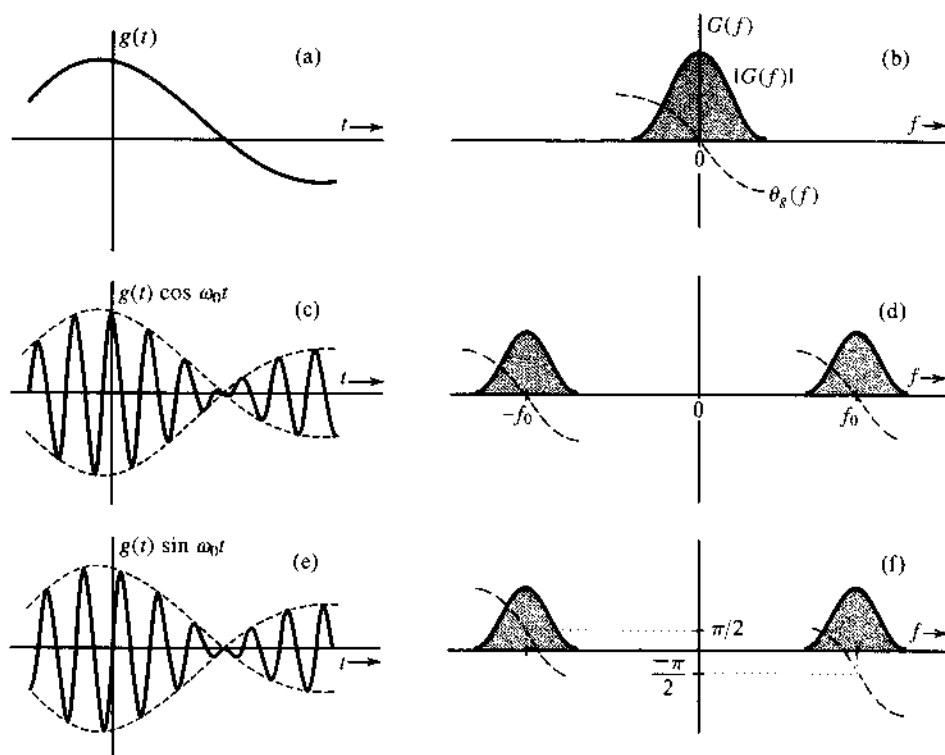 g(t)
(a)
t
G(f)
|G(f)|
(b)
f
0
θg(f)
g(t) cos ω0t
(c)
t
(d)
f
−f0
0
f0
g(t) sin ω0t
(e)
t
(f)
f
π/2
−π
2